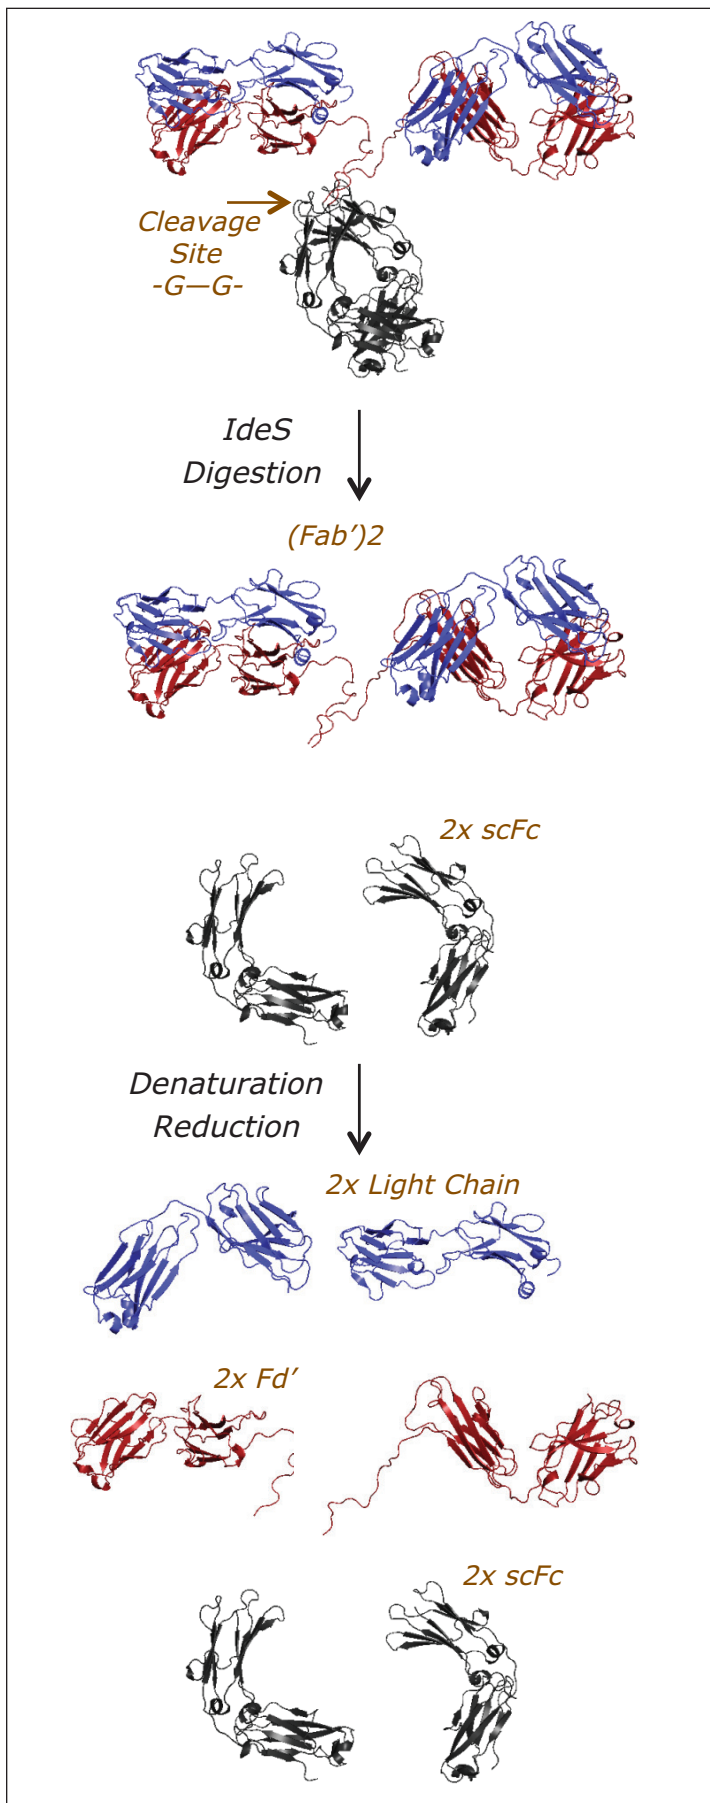 Cleavage
Site
-G—G-
IdeS
Digestion
(Fab’)2
2x scFc
Denaturation
Reduction
2x Light Chain
2x Fd’
2x scFc